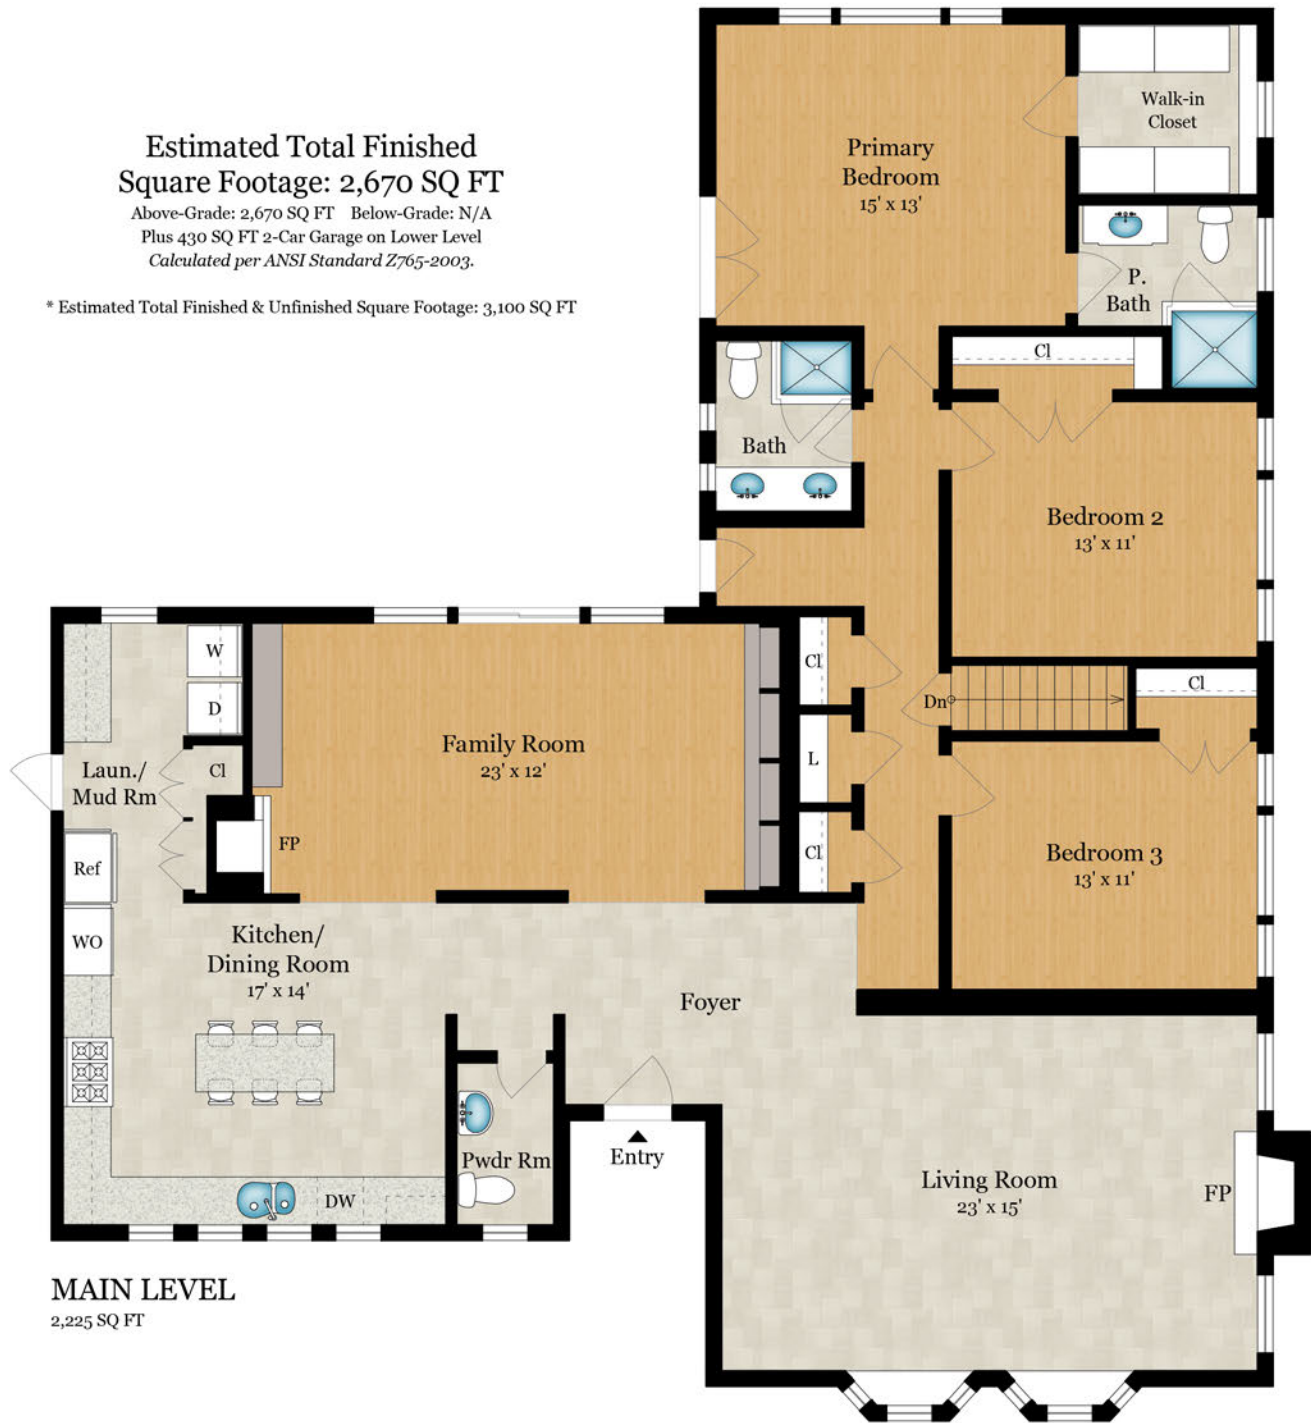 Estimated Total Finished
Square Footage: 2,670 SQ FT
Above-Grade: 2,670 SQ FT Below-Grade: N/A
Plus 430 SQ FT 2-Car Garage on Lower Level
Calculated per ANSI Standard Z765-2003.
* Estimated Total Finished & Unfinished Square Footage: 3,100 SQ FT
Primary
Bedroom
15' x 13'
Walk-in
Closet
P.
Bath
Cl
Bath
Bedroom 2
13' x 11'
W
D
Cl
Laun./
Mud Rm
Family Room
23' x 12'
FP
Cl
L
Cl
Dn
Cl
Bedroom 3
13' x 11'
Ref
WO
Kitchen/
Dining Room
17' x 14'
Foyer
Pwdr Rm
Entry
DW
Living Room
23' x 15'
FP
MAIN LEVEL
2,225 SQ FT